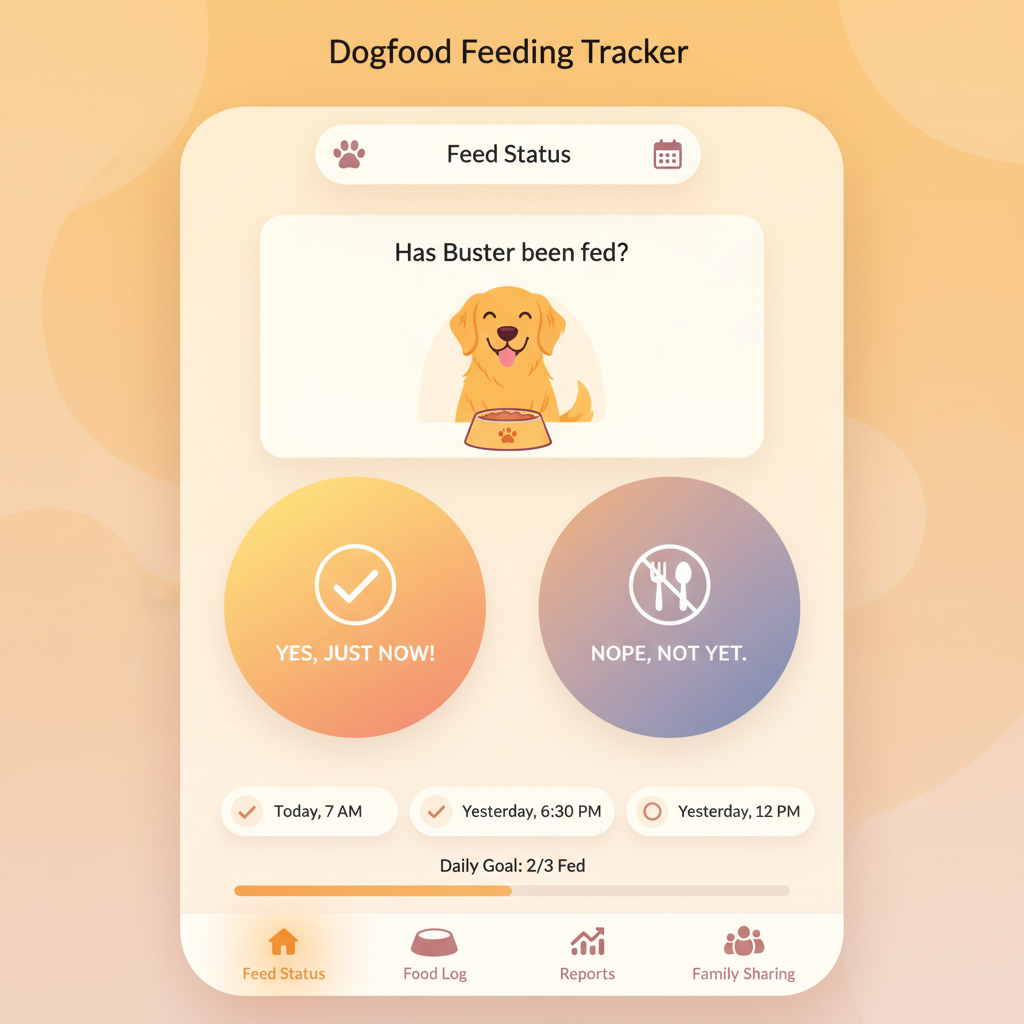 Dogfood Feeding Tracker
Feed Status
Has Buster been fed?
YES, JUST NOW!
NOPE, NOT YET.
Today, 7 AM
Yesterday, 6:30 PM
Yesterday, 12 PM
Daily Goal: 2/3 Fed
Feed Status
Food Log
Reports
Family Sharing